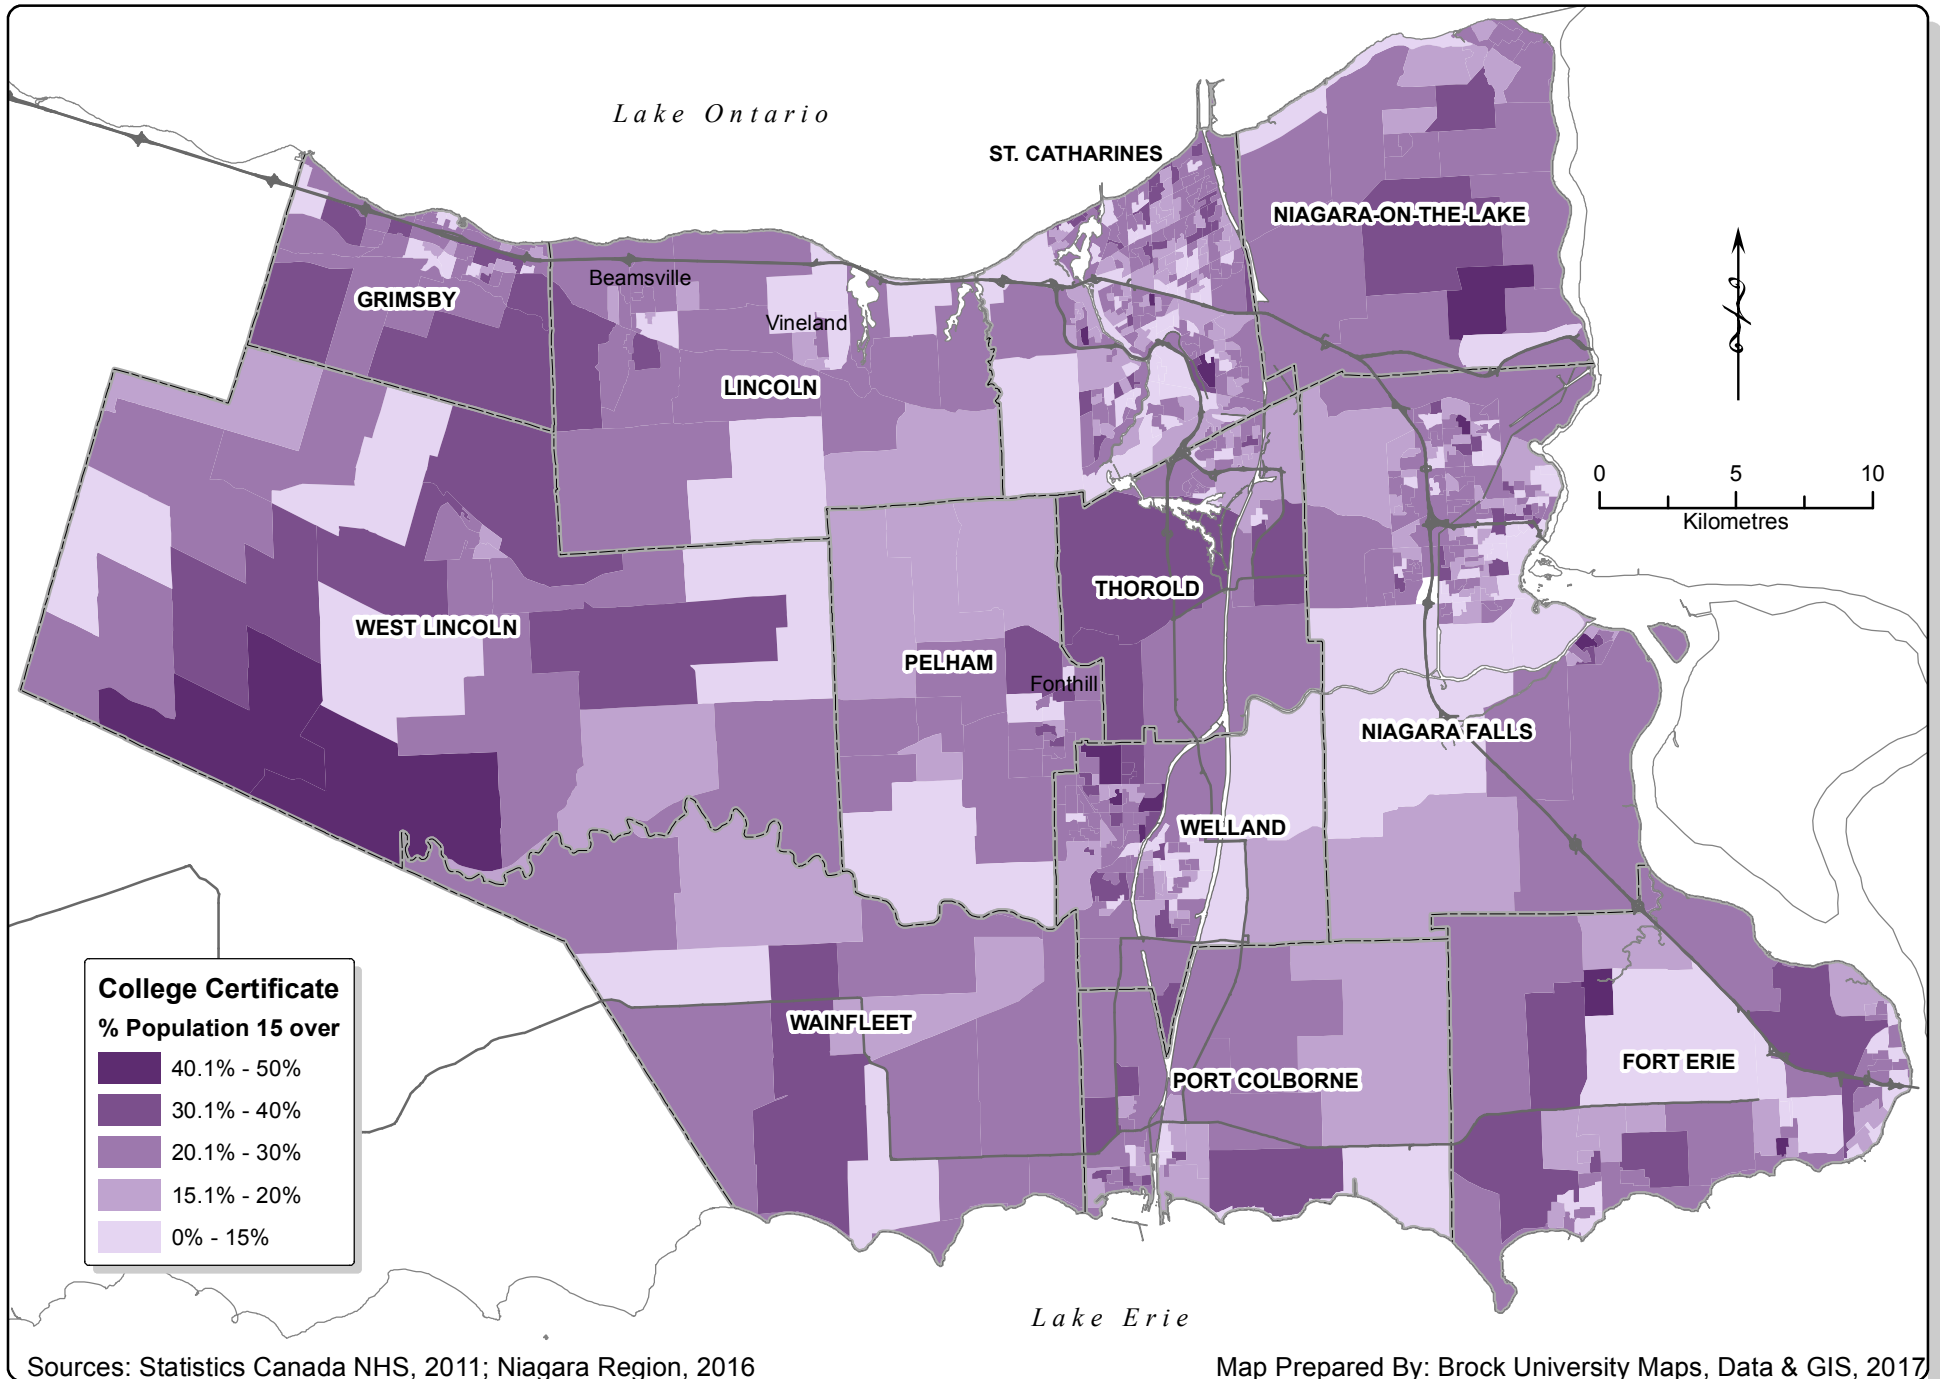 Lake Ontario
ST. CATHARINES
NIAGARA-ON-THE-LAKE
Beamsville
GRIMSBY
Vineland
LINCOLN
0 5 10
Kilometres
THOROLD
WEST LINCOLN
PELHAM
Fonthill
NIAGARA FALLS
WELLAND
WAINFLEET
PORT COLBORNE
FORT ERIE
College Certificate
% Population 15 over
40.1% - 50%
30.1% - 40%
20.1% - 30%
15.1% - 20%
0% - 15%
Lake Erie
Sources: Statistics Canada NHS, 2011; Niagara Region, 2016
Map Prepared By: Brock University Maps, Data & GIS, 2017